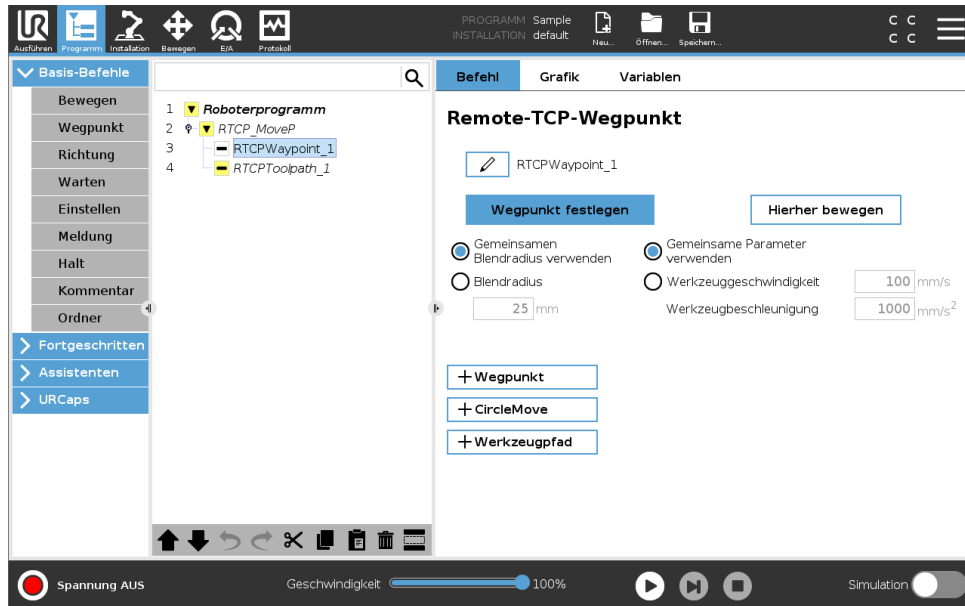 PROGRAMM Sample
INSTALLATION default
Ausführen Programm Installation Bewegen E/A Protokoll
Neu... Öffnen... Speichern...
C C
C C
Basis-Befehle
Bewegen
Wegpunkt
Richtung
Warten
Einstellen
Meldung
Halt
Kommentar
Ordner
Fortgeschritten
Assistenten
URCaps
1 Roboterprogramm
2 RTCP_MoveP
3 RTCPWaypoint_1
4 RTCPToolpath_1
Befehl Grafik Variablen
Remote-TCP-Wegpunkt
RTCPWaypoint_1
Wegpunkt festlegen Hierher bewegen
Gemeinsamen
Blendradius verwenden
Blendradius
25 mm
Gemeinsame Parameter
verwenden
Werkzeuggeschwindigkeit 100 mm/s
Werkzeugbeschleunigung 1000 mm/s²
+Wegpunkt
+CircleMove
+Werkzeugpfad
Spannung AUS Geschwindigkeit 100% Simulation